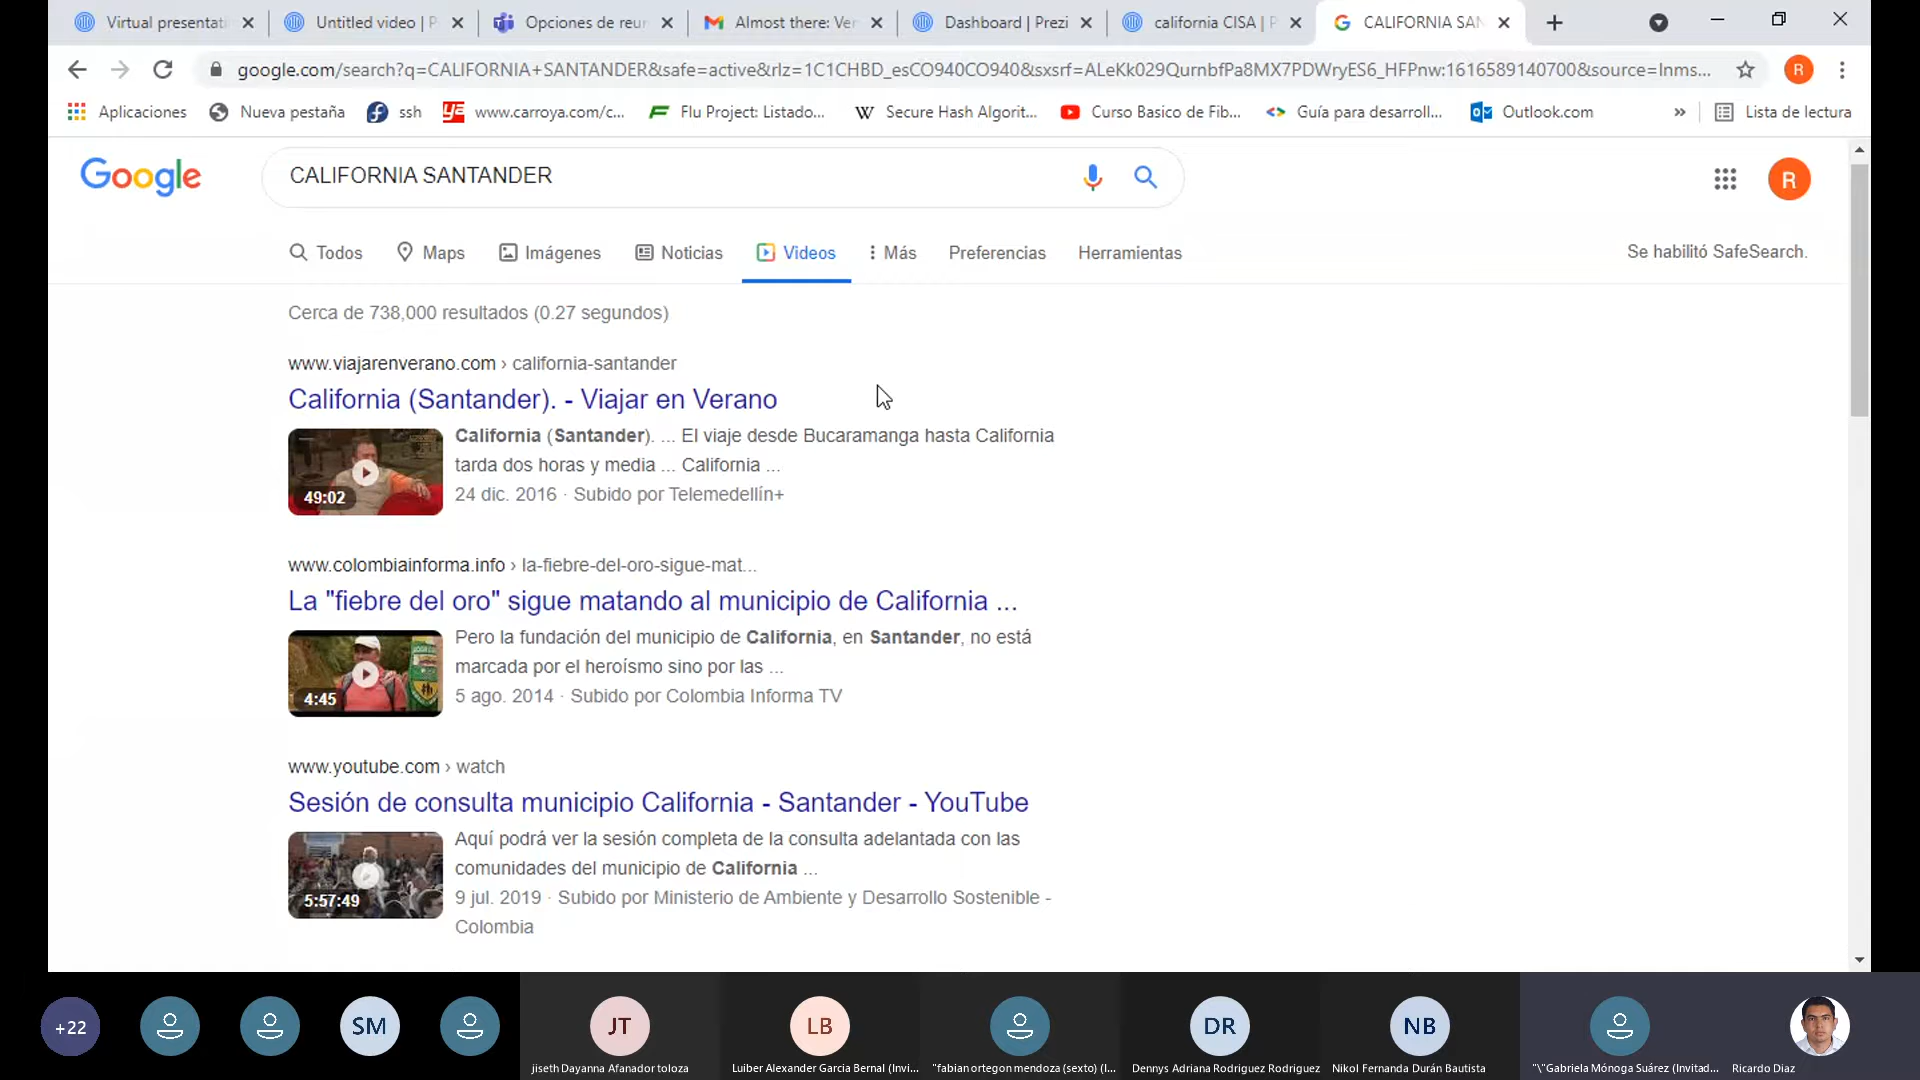 Virtual presentati
Untitled video | P
Opciones de reun
Almost there: Ver
Dashboard | Prezi
california CISA | P
CALIFORNIA SAN
google.com/search?q=CALIFORNIA+SANTANDER&safe=active&rlz=1C1CHBD_esCO940CO940&sxsrf=ALeKk029QurnbfPa8MX7PDWryES6_HFPnw:1616589140700&source=lnms...
R
Aplicaciones
Nueva pestaña
ssh
www.carroya.com/c...
Flu Project: Listado...
W Secure Hash Algorit...
Curso Basico de Fib...
Guía para desarroll...
Outlook.com
»
Lista de lectura
Google
CALIFORNIA SANTANDER
R
Todos
Maps
Imágenes
Noticias
Videos
Más
Preferencias
Herramientas
Se habilitó SafeSearch.
Cerca de 738,000 resultados (0.27 segundos)
www.viajarenverano.com › california-santander
California (Santander). - Viajar en Verano
California (Santander). ... El viaje desde Bucaramanga hasta California
tarda dos horas y media ... California ...
49:02
24 dic. 2016 · Subido por Telemedellín+
www.colombiainforma.info › la-fiebre-del-oro-sigue-mat...
La "fiebre del oro" sigue matando al municipio de California ...
Pero la fundación del municipio de California, en Santander, no está
marcada por el heroísmo sino por las ...
4:45
5 ago. 2014 · Subido por Colombia Informa TV
www.youtube.com › watch
Sesión de consulta municipio California - Santander - YouTube
Aquí podrá ver la sesión completa de la consulta adelantada con las
comunidades del municipio de California ...
5:57:49
9 jul. 2019 · Subido por Ministerio de Ambiente y Desarrollo Sostenible -
Colombia
+22
SM
JT
LB
DR
NB
jiseth Dayanna Afanador toloza
Luiber Alexander Garcia Bernal (Invi...
"fabian ortegon mendoza (sexto) (I...
Dennys Adriana Rodriguez Rodriguez
Nikol Fernanda Durán Bautista
"\"Gabriela Mónoga Suárez (Invitad...
Ricardo Diaz